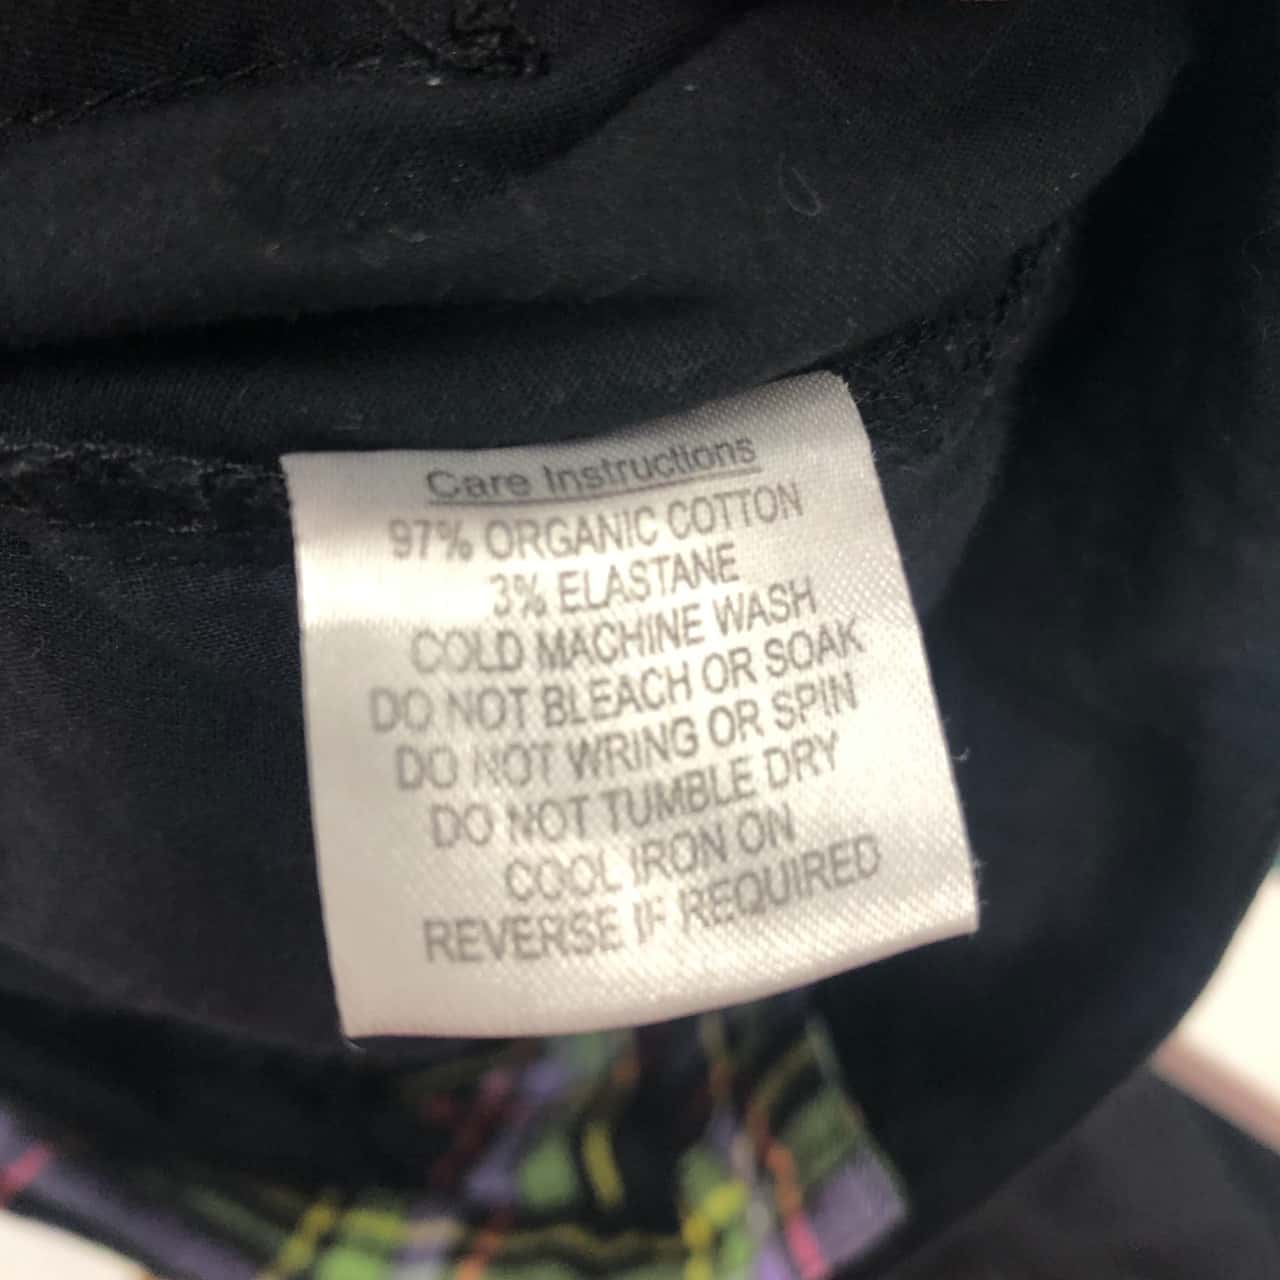 Care Instructions
97% ORGANIC COTTON
3% ELASTANE
COLD MACHINE WASH
DO NOT BLEACH OR SOAK
DO NOT WRING OR SPIN
DO NOT TUMBLE DRY
COOL IRON ON
REVERSE IF REQUIRED